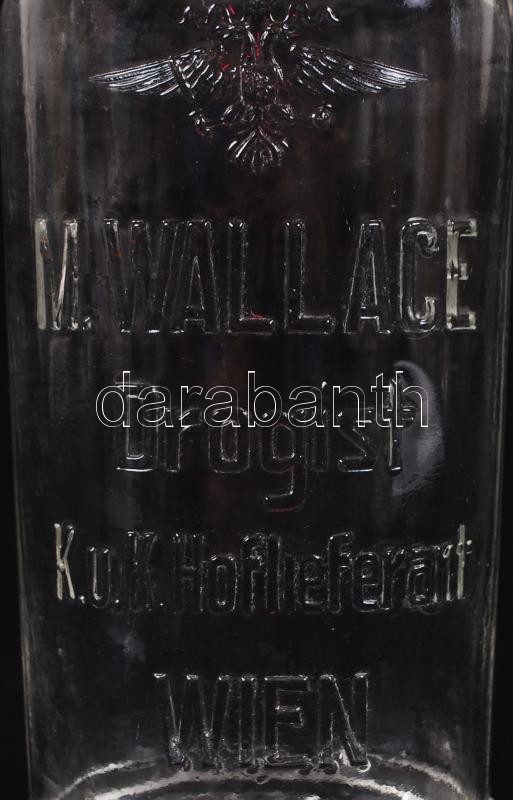 M. WALLACE
darabanth
Drogist
K.u.K. Hoflieferant
WIEN